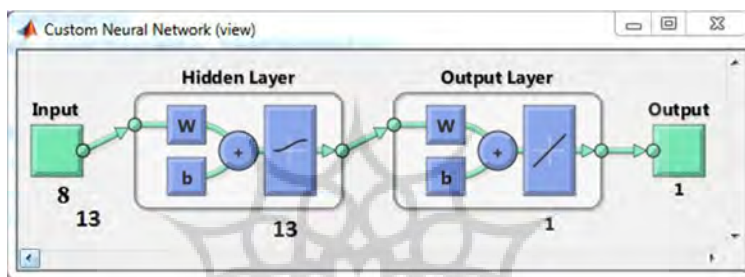 Custom Neural Network (view)
Hidden Layer
Output Layer
Input
Output
W
b
+
W
b
+
8
13
13
1
1